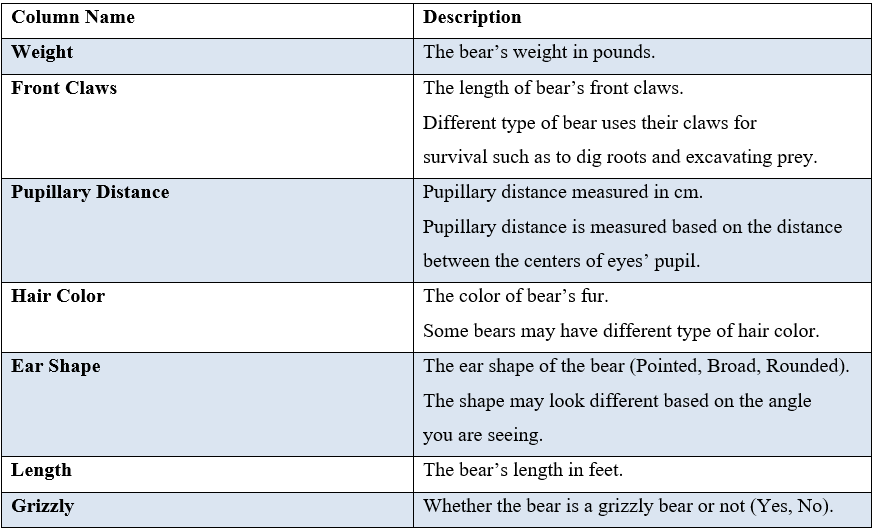 Column Name Description
Weight The bear’s weight in pounds.
Front Claws The length of bear’s front claws.
Different type of bear uses their claws for
survival such as to dig roots and excavating prey.
Pupillary Distance Pupillary distance measured in cm.
Pupillary distance is measured based on the distance
between the centers of eyes’ pupil.
Hair Color The color of bear’s fur.
Some bears may have different type of hair color.
Ear Shape The ear shape of the bear (Pointed, Broad, Rounded).
The shape may look different based on the angle
you are seeing.
Length The bear’s length in feet.
Grizzly Whether the bear is a grizzly bear or not (Yes, No).